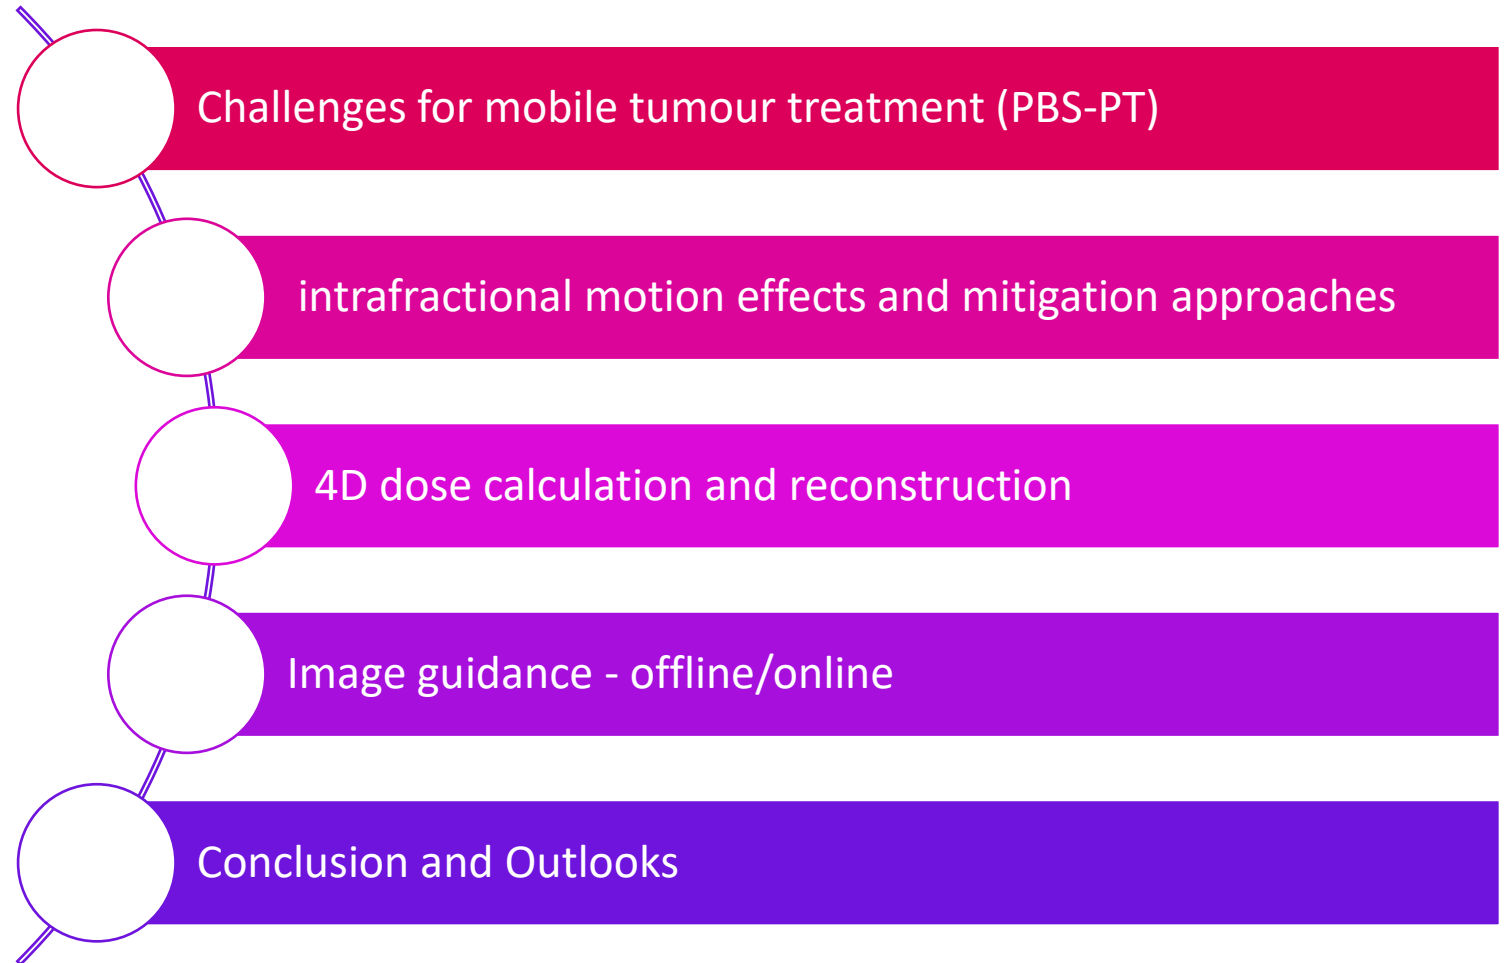 Challenges for mobile tumour treatment (PBS-PT)
intrafractional motion effects and mitigation approaches
4D dose calculation and reconstruction
Image guidance - offline/online
Conclusion and Outlooks